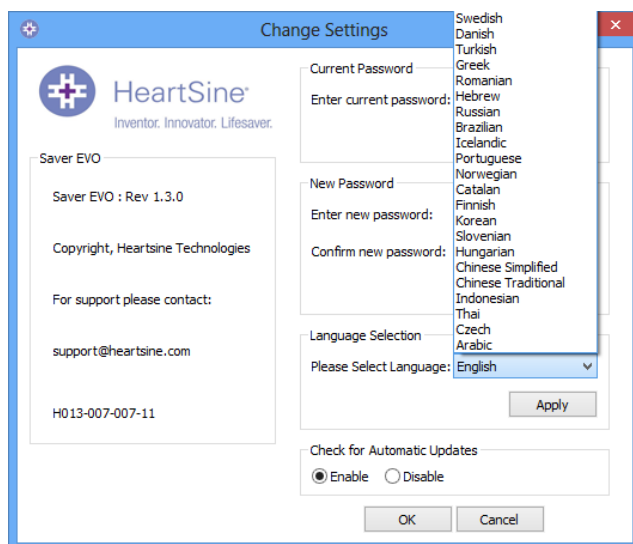 Change Settings
HeartSine®
Inventor. Innovator. Lifesaver.
Saver EVO
Saver EVO : Rev 1.3.0
Copyright, Heartsine Technologies
For support please contact:
support@heartsine.com
H013-007-007-11
Current Password
Enter current password:
New Password
Enter new password:
Confirm new password:
Swedish
Danish
Turkish
Greek
Romanian
Hebrew
Russian
Brazilian
Icelandic
Portuguese
Norwegian
Catalan
Finnish
Korean
Slovenian
Hungarian
Chinese Simplified
Chinese Traditional
Indonesian
Thai
Czech
Arabic
Language Selection
Please Select Language: English
Apply
Check for Automatic Updates
Enable Disable
OK Cancel